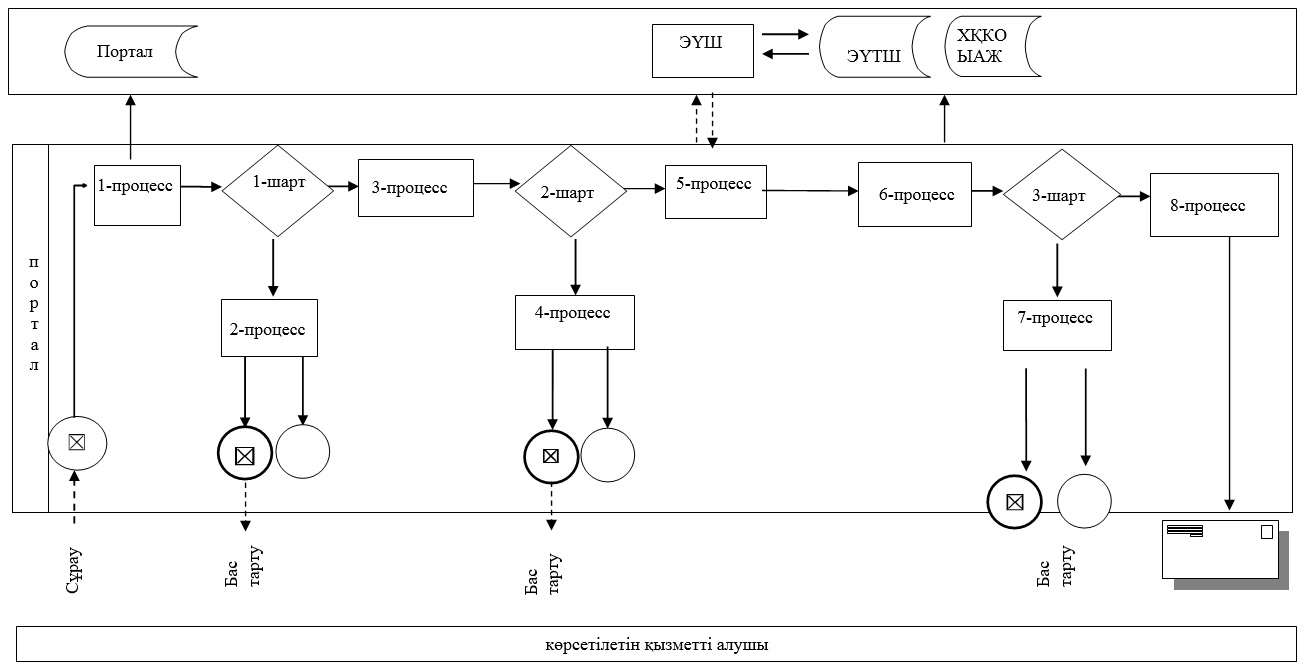 Портал
ЭҮШ
ЭҮТШ
ХҚКО
ЫАЖ
портал
1-процесс
1-шарт
3-процесс
2-шарт
5-процесс
6-процесс
3-шарт
8-процесс
2-процесс
4-процесс
7-процесс
Сұрау
Бас
тарту
Бас
тарту
Бас
тарту
көрсетілетін қызметті алушы